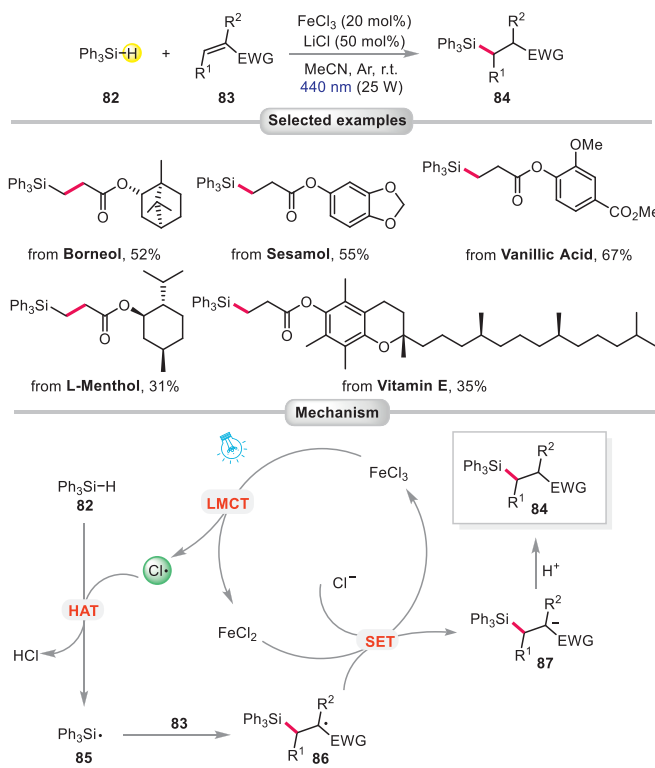 Ph3Si–H + R1 R2 EWG
FeCl3 (20 mol%)
LiCl (50 mol%)
MeCN, Ar, r.t.
440 nm (25 W)
Ph3Si R2 EWG R1
82 83 84
Selected examples
Ph3Si O O
from Borneol, 52%
Ph3Si O O O O
from Sesamol, 55%
Ph3Si O O OMe CO2Me
from Vanillic Acid, 67%
Ph3Si O O
from L-Menthol, 31%
Ph3Si O O O
from Vitamin E, 35%
Mechanism
Ph3Si–H
82
LMCT
FeCl3
Ph3Si R2 EWG R1
84
Cl•
Cl–
H+
HAT
HCl
FeCl2
SET
Ph3Si R2 – EWG R1
87
Ph3Si•
85
83
Ph3Si R2 • EWG R1
86